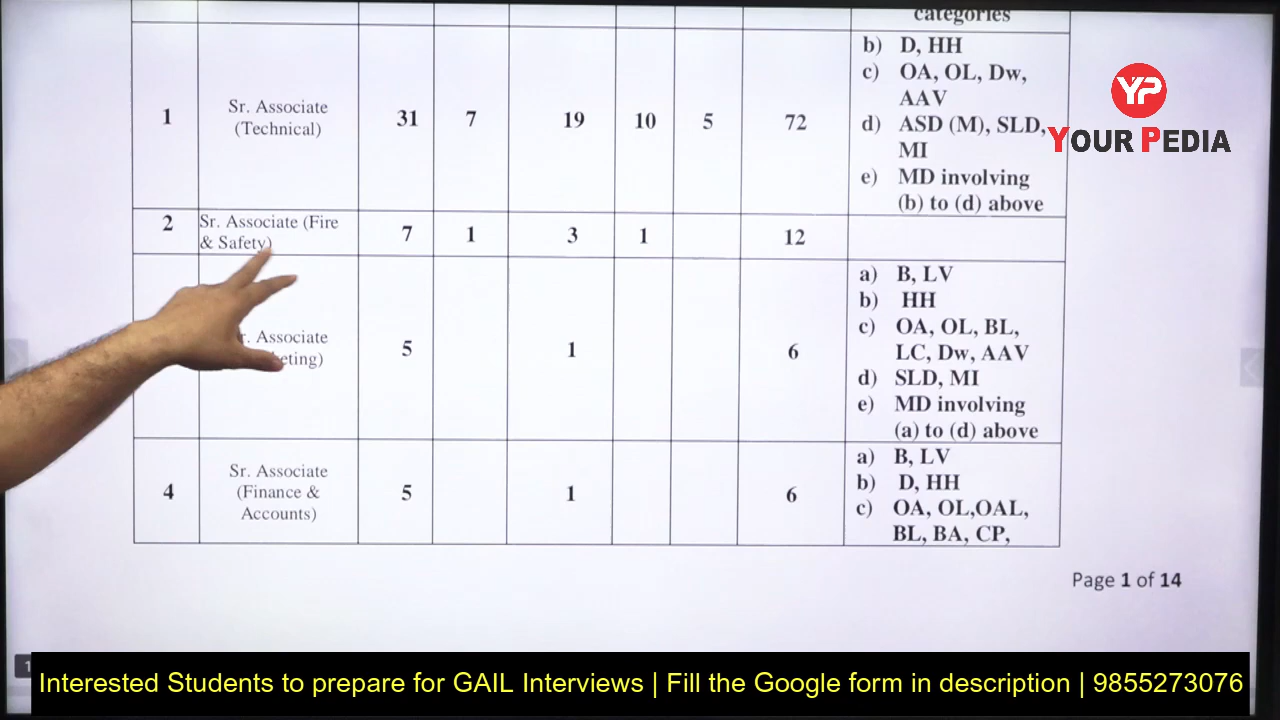 categories
1
Sr. Associate
(Technical)
31
7
19
10
5
72
b) D, HH
c) OA, OL, Dw,
AAV
d) ASD (M), SLD,
MI
e) MD involving
(b) to (d) above
2
Sr. Associate (Fire
& Safety)
7
1
3
1
12
Associate
5
1
6
a) B, LV
b) HH
c) OA, OL, BL,
LC, Dw, AAV
d) SLD, MI
e) MD involving
(a) to (d) above
4
Sr. Associate
(Finance &
Accounts)
5
1
6
a) B, LV
b) D, HH
c) OA, OL,OAL,
BL, BA, CP,
Page 1 of 14
YP
YOUR PEDIA
Interested Students to prepare for GAIL Interviews | Fill the Google form in description | 9855273076